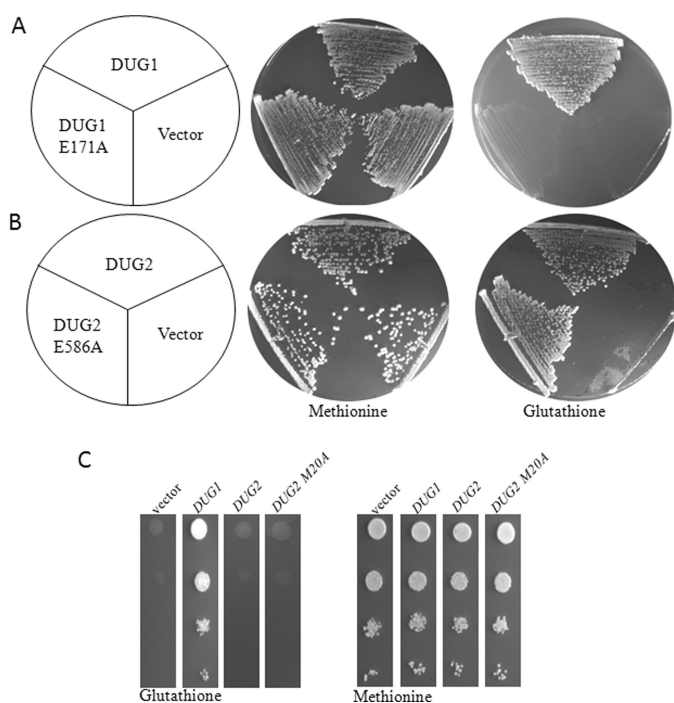 A
DUG1
DUG1
E171A
Vector
B
DUG2
DUG2
E586A
Vector
Methionine
Glutathione
C
vector
DUG1
DUG2
DUG2 M20A
vector
DUG1
DUG2
DUG2 M20A
Glutathione
Methionine